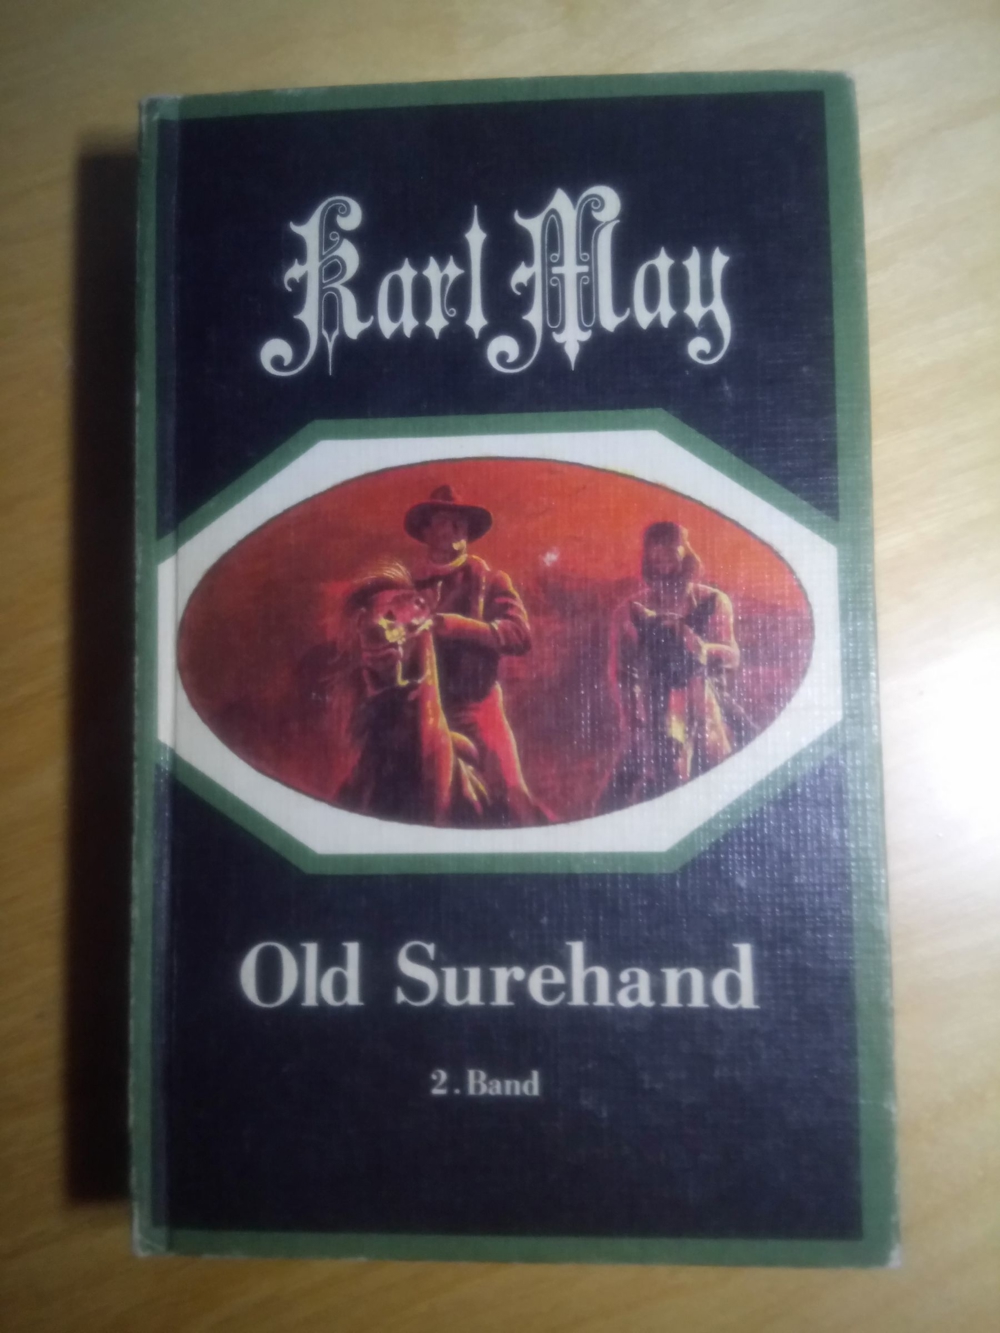 Karl May
Old Surehand
2. Band